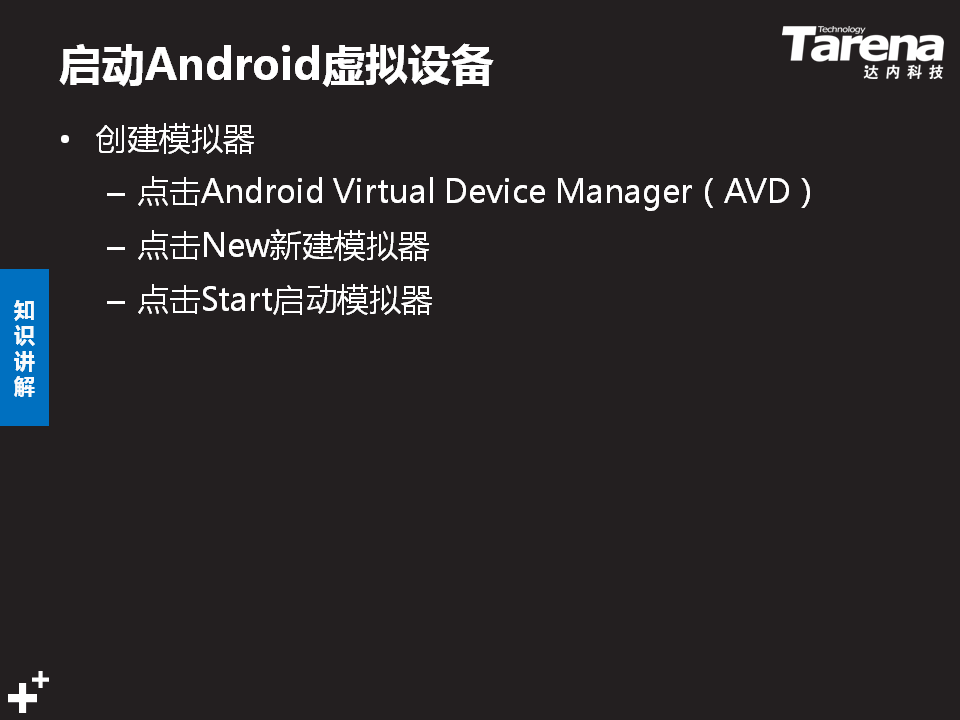 启动Android虚拟设备
Technology
Tarena
达内科技
• 创建模拟器
– 点击Android Virtual Device Manager（AVD）
– 点击New新建模拟器
– 点击Start启动模拟器
知识讲解